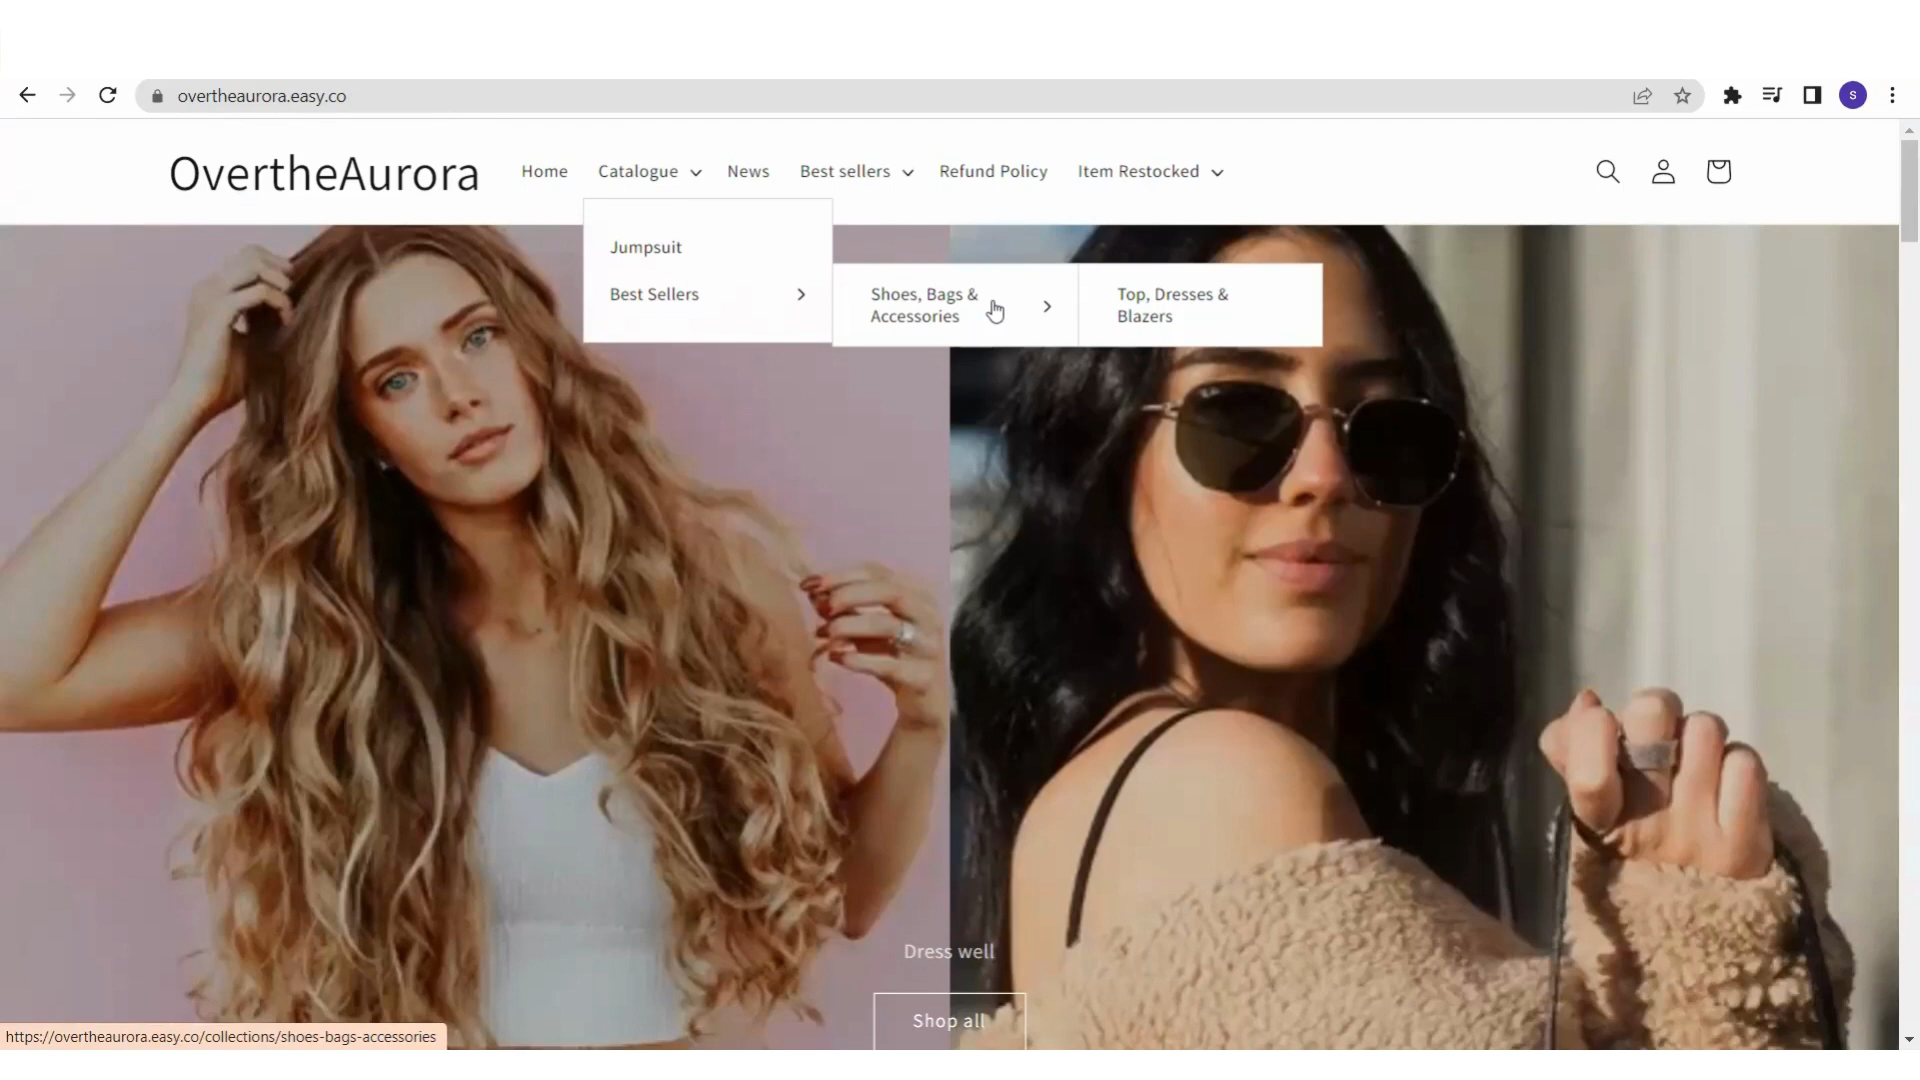 overtheaurora.easy.co
S
OvertheAurora
Home Catalogue News Best sellers Refund Policy Item Restocked
Jumpsuit
Best Sellers
Shoes, Bags &
Accessories
Top, Dresses &
Blazers
Dress well
Shop all
https://overtheaurora.easy.co/collections/shoes-bags-accessories